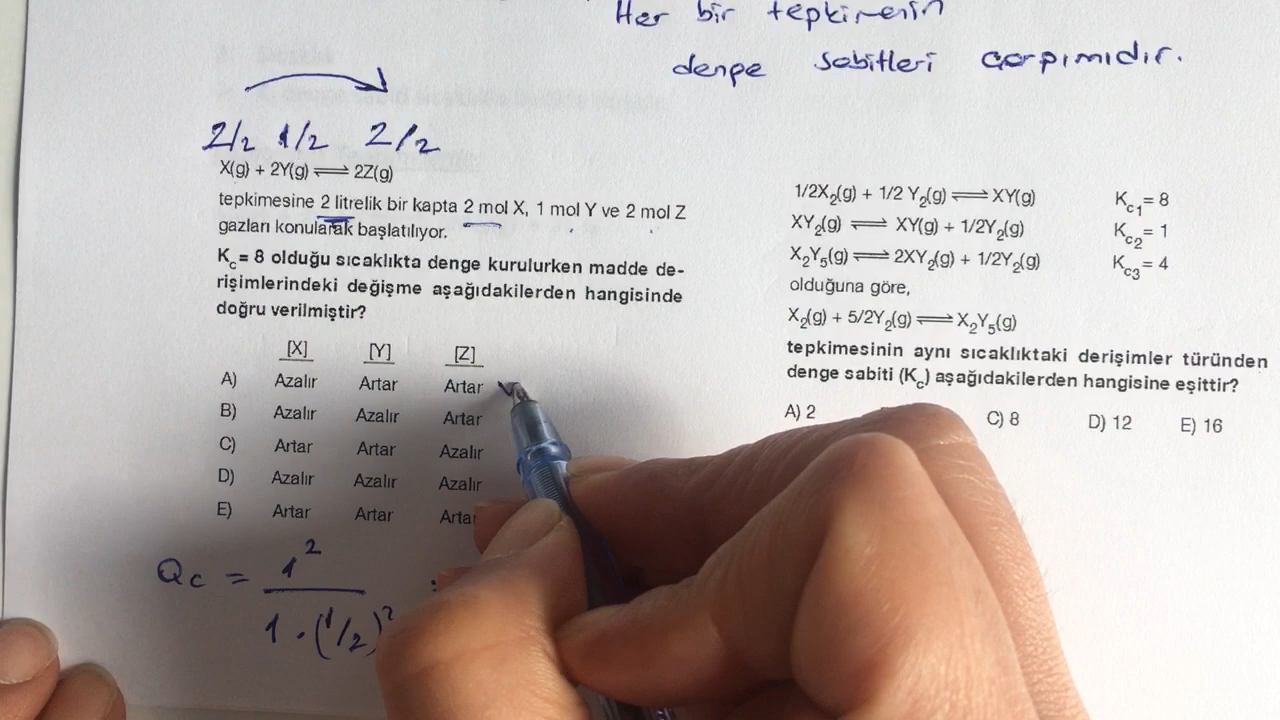 Her bir tepkimenin
denge sabitleri çarpımıdır.
2/2 1/2 2/2
X(g) + 2Y(g) ⇌ 2Z(g)
tepkimesine 2 litrelik bir kapta 2 mol X, 1 mol Y ve 2 mol Z
gazları konularak başlatılıyor.
Kc = 8 olduğu sıcaklıkta denge kurulurken madde de-
rişimlerindeki değişme aşağıdakilerden hangisinde
doğru verilmiştir?
[X] [Y] [Z]
A) Azalır Artar Artar
B) Azalır Azalır Artar
C) Artar Artar Azalır
D) Azalır Azalır Azalır
E) Artar Artar
Qc = 1² / 1 . (1/2)²
1/2X₂(g) + 1/2 Y₂(g) ⇌ XY(g) Kc₁ = 8
XY₂(g) ⇌ XY(g) + 1/2Y₂(g) Kc₂ = 1
X₂Y₅(g) ⇌ 2XY₂(g) + 1/2Y₂(g) Kc₃ = 4
olduğuna göre,
X₂(g) + 5/2Y₂(g) ⇌ X₂Y₅(g)
tepkimesinin aynı sıcaklıktaki derişimler türünden
denge sabiti (Kc) aşağıdakilerden hangisine eşittir?
A) 2 C) 8 D) 12 E) 16